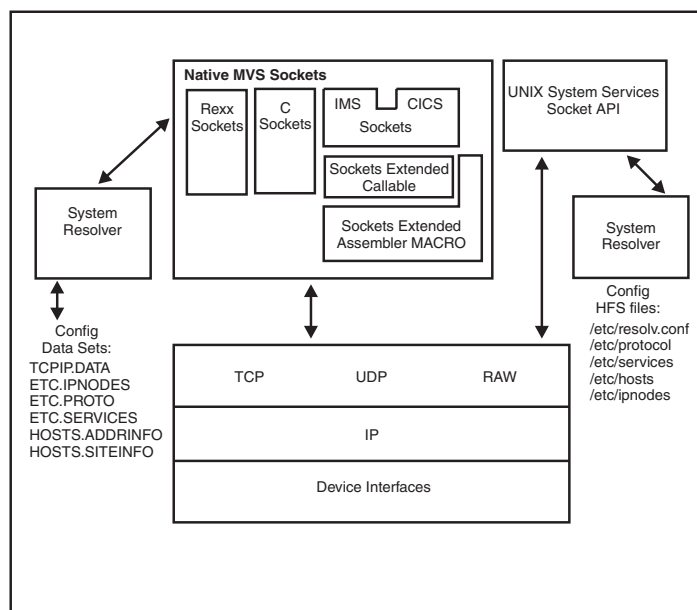 Native MVS Sockets
Rexx
Sockets
C
Sockets
IMS
CICS
Sockets
Sockets Extended
Callable
Sockets Extended
Assembler MACRO
UNIX System Services
Socket API
System
Resolver
System
Resolver
Config
Data Sets:
TCPIP.DATA
ETC.IPNODES
ETC.PROTO
ETC.SERVICES
HOSTS.ADDRINFO
HOSTS.SITEINFO
Config
HFS files:
/etc/resolv.conf
/etc/protocol
/etc/services
/etc/hosts
/etc/ipnodes
TCP
UDP
RAW
IP
Device Interfaces